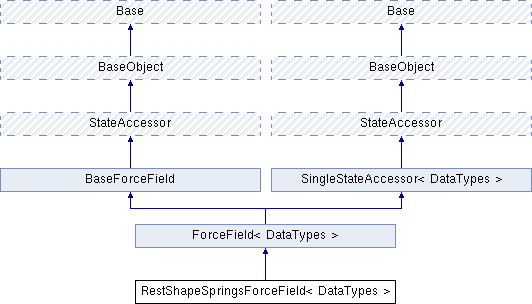 Base
Base
BaseObject
BaseObject
StateAccessor
StateAccessor
BaseForceField
SingleStateAccessor< DataTypes >
ForceField< DataTypes >
RestShapeSpringsForceField< DataTypes >